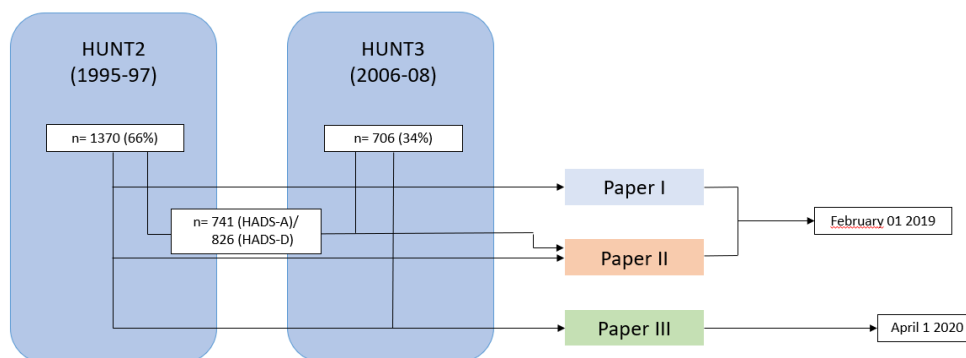 HUNT2
(1995-97)
HUNT3
(2006-08)
n= 1370 (66%)
n= 706 (34%)
Paper I
n= 741 (HADS-A)/
826 (HADS-D)
February 01 2019
Paper II
Paper III
April 1 2020